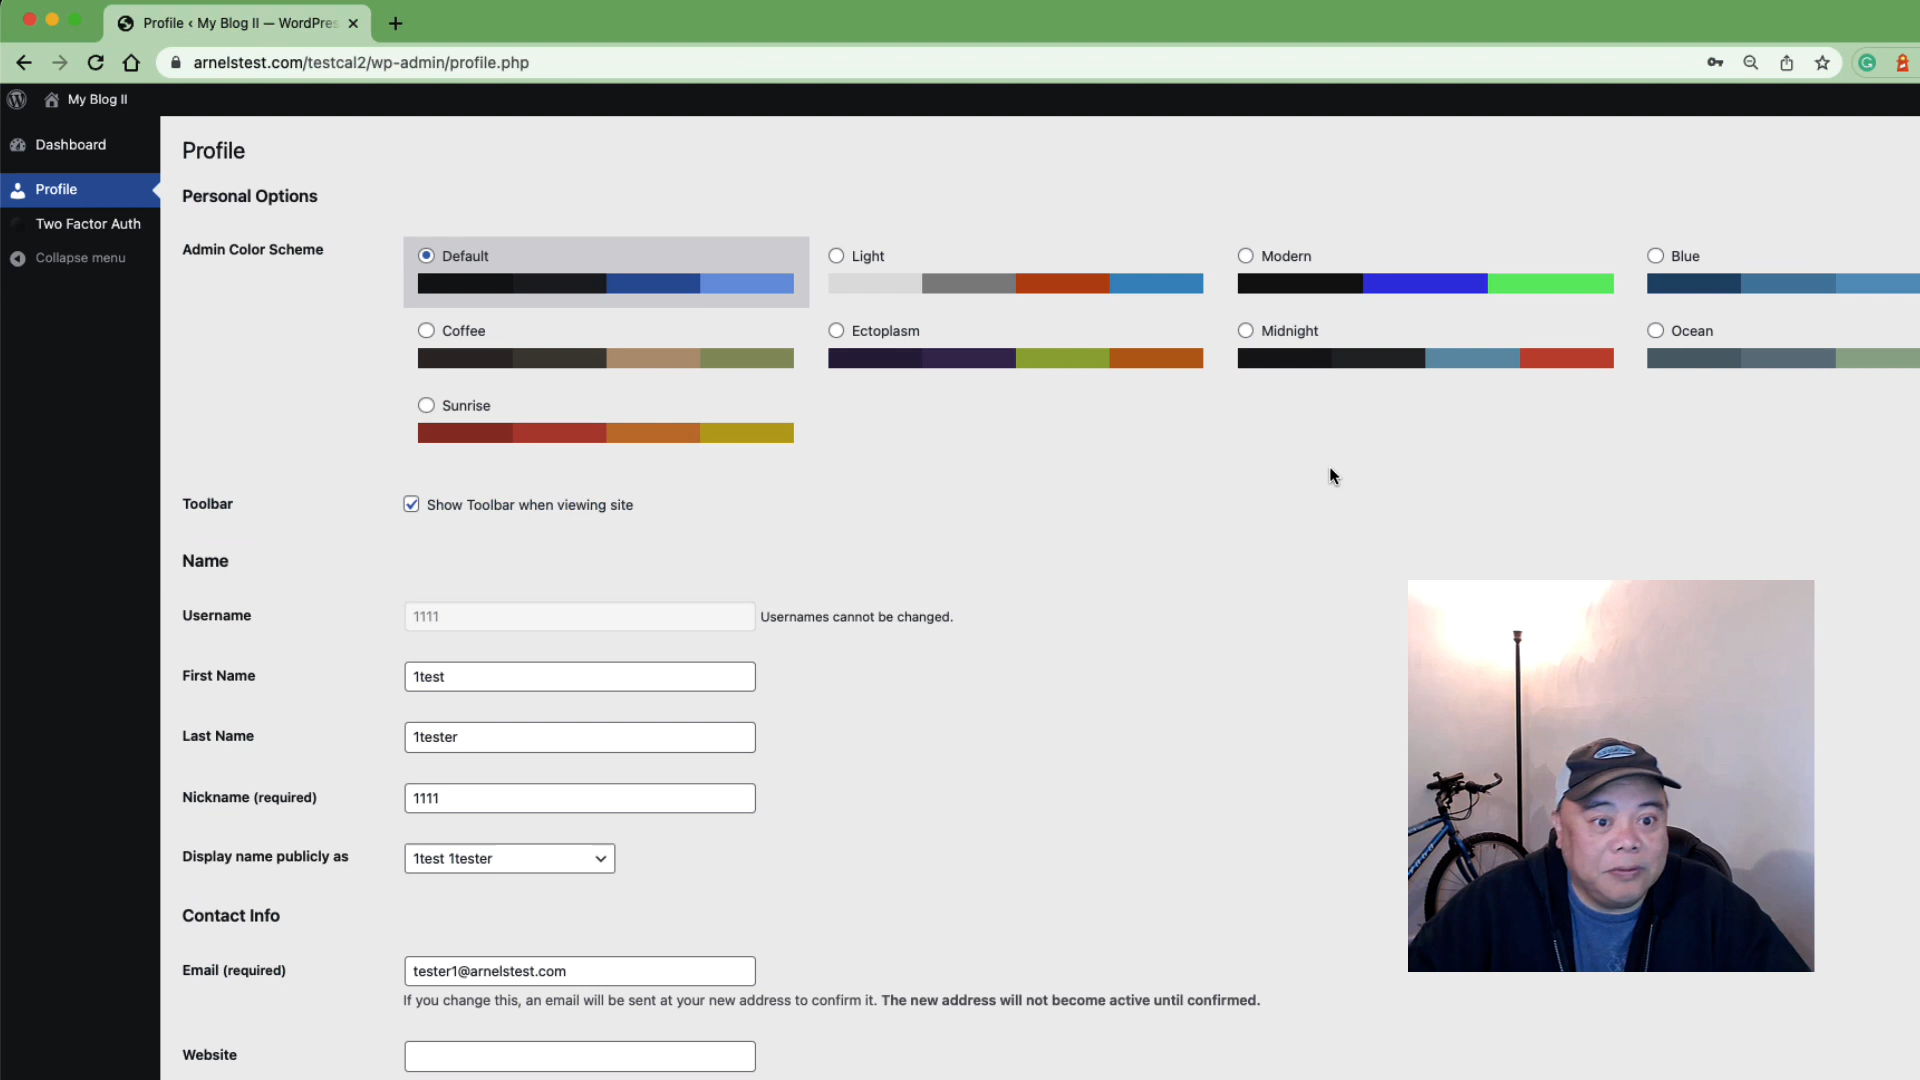 Profile ‹ My Blog II — WordPres
arnelstest.com/testcal2/wp-admin/profile.php
My Blog II
Dashboard
Profile
Two Factor Auth
Collapse menu
Profile
Personal Options
Admin Color Scheme
Default
Light
Modern
Blue
Coffee
Ectoplasm
Midnight
Ocean
Sunrise
Toolbar
Show Toolbar when viewing site
Name
Username
1111
Usernames cannot be changed.
First Name
1test
Last Name
1tester
Nickname (required)
1111
Display name publicly as
1test 1tester
Contact Info
Email (required)
tester1@arnelstest.com
If you change this, an email will be sent at your new address to confirm it. The new address will not become active until confirmed.
Website